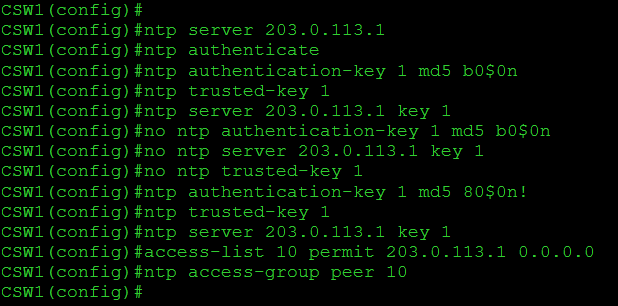 CSW1(config)#
CSW1(config)#ntp server 203.0.113.1
CSW1(config)#ntp authenticate
CSW1(config)#ntp authentication-key 1 md5 b0$0n
CSW1(config)#ntp trusted-key 1
CSW1(config)#ntp server 203.0.113.1 key 1
CSW1(config)#no ntp authentication-key 1 md5 b0$0n
CSW1(config)#no ntp server 203.0.113.1 key 1
CSW1(config)#no ntp trusted-key 1
CSW1(config)#ntp authentication-key 1 md5 80$0n!
CSW1(config)#ntp trusted-key 1
CSW1(config)#ntp server 203.0.113.1 key 1
CSW1(config)#access-list 10 permit 203.0.113.1 0.0.0.0
CSW1(config)#ntp access-group peer 10
CSW1(config)#